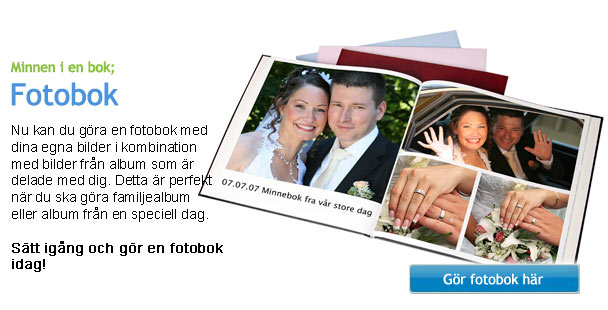 Minnen i en bok;
Fotobok
Nu kan du göra en fotobok med
dina egna bilder i kombination
med bilder från album som är
delade med dig. Detta är perfekt
när du ska göra familjealbum
eller album från en speciell dag.
Sätt igång och gör en fotobok
idag!
07.07.07 Minnebok fra vår store dag
Gör fotobok här